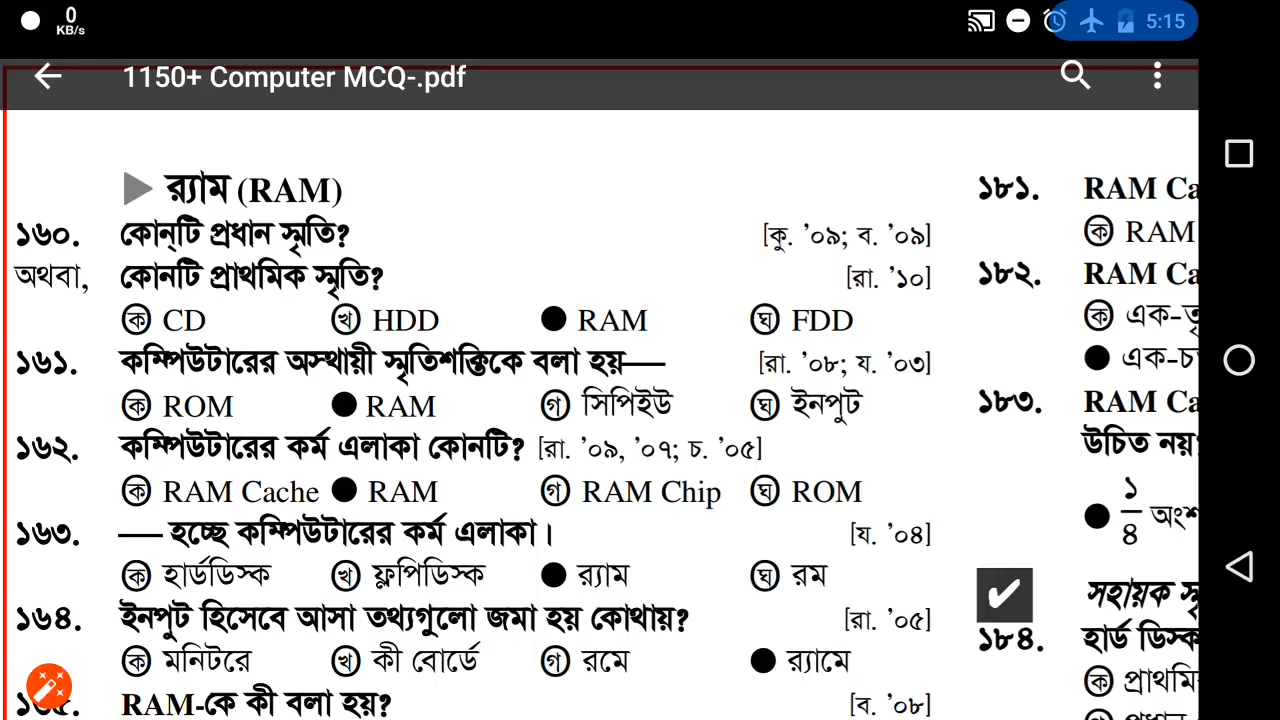 0
KB/s
5:15
1150+ Computer MCQ-.pdf
র‍্যাম (RAM)
১৬০. কোন্‌টি প্রধান স্মৃতি? [কু. '০৯; ব. '০৯]
অথবা, কোনটি প্রাথমিক স্মৃতি? [রা. '১০]
ক CD খ HDD ● RAM ঘ FDD
১৬১. কম্পিউটারের অস্থায়ী স্মৃতিশক্তিকে বলা হয়— [রা. '০৮; য. '০৩]
ক ROM ● RAM গ সিপিইউ ঘ ইনপুট
১৬২. কম্পিউটারের কর্ম এলাকা কোনটি? [রা. '০৯, '০৭; চ. '০৫]
ক RAM Cache ● RAM গ RAM Chip ঘ ROM
১৬৩. — হচ্ছে কম্পিউটারের কর্ম এলাকা। [য. '০৪]
ক হার্ডডিস্ক খ ফ্লপিডিস্ক ● র‍্যাম ঘ রম
১৬৪. ইনপুট হিসেবে আসা তথ্যগুলো জমা হয় কোথায়? [রা. '০৫]
ক মনিটরে খ কী বোর্ডে গ রমে ● র‍্যামে
১৬৫. RAM-কে কী বলা হয়? [ব. '০৮]
১৮১. RAM Ca
ক RAM
১৮২. RAM Ca
ক এক-তৃ
● এক-চ
১৮৩. RAM Ca
উচিত নয়
● ১/৪ অংশ
✔ সহায়ক স্মৃ
১৮৪. হার্ড ডিস্ক
ক প্রাথমি